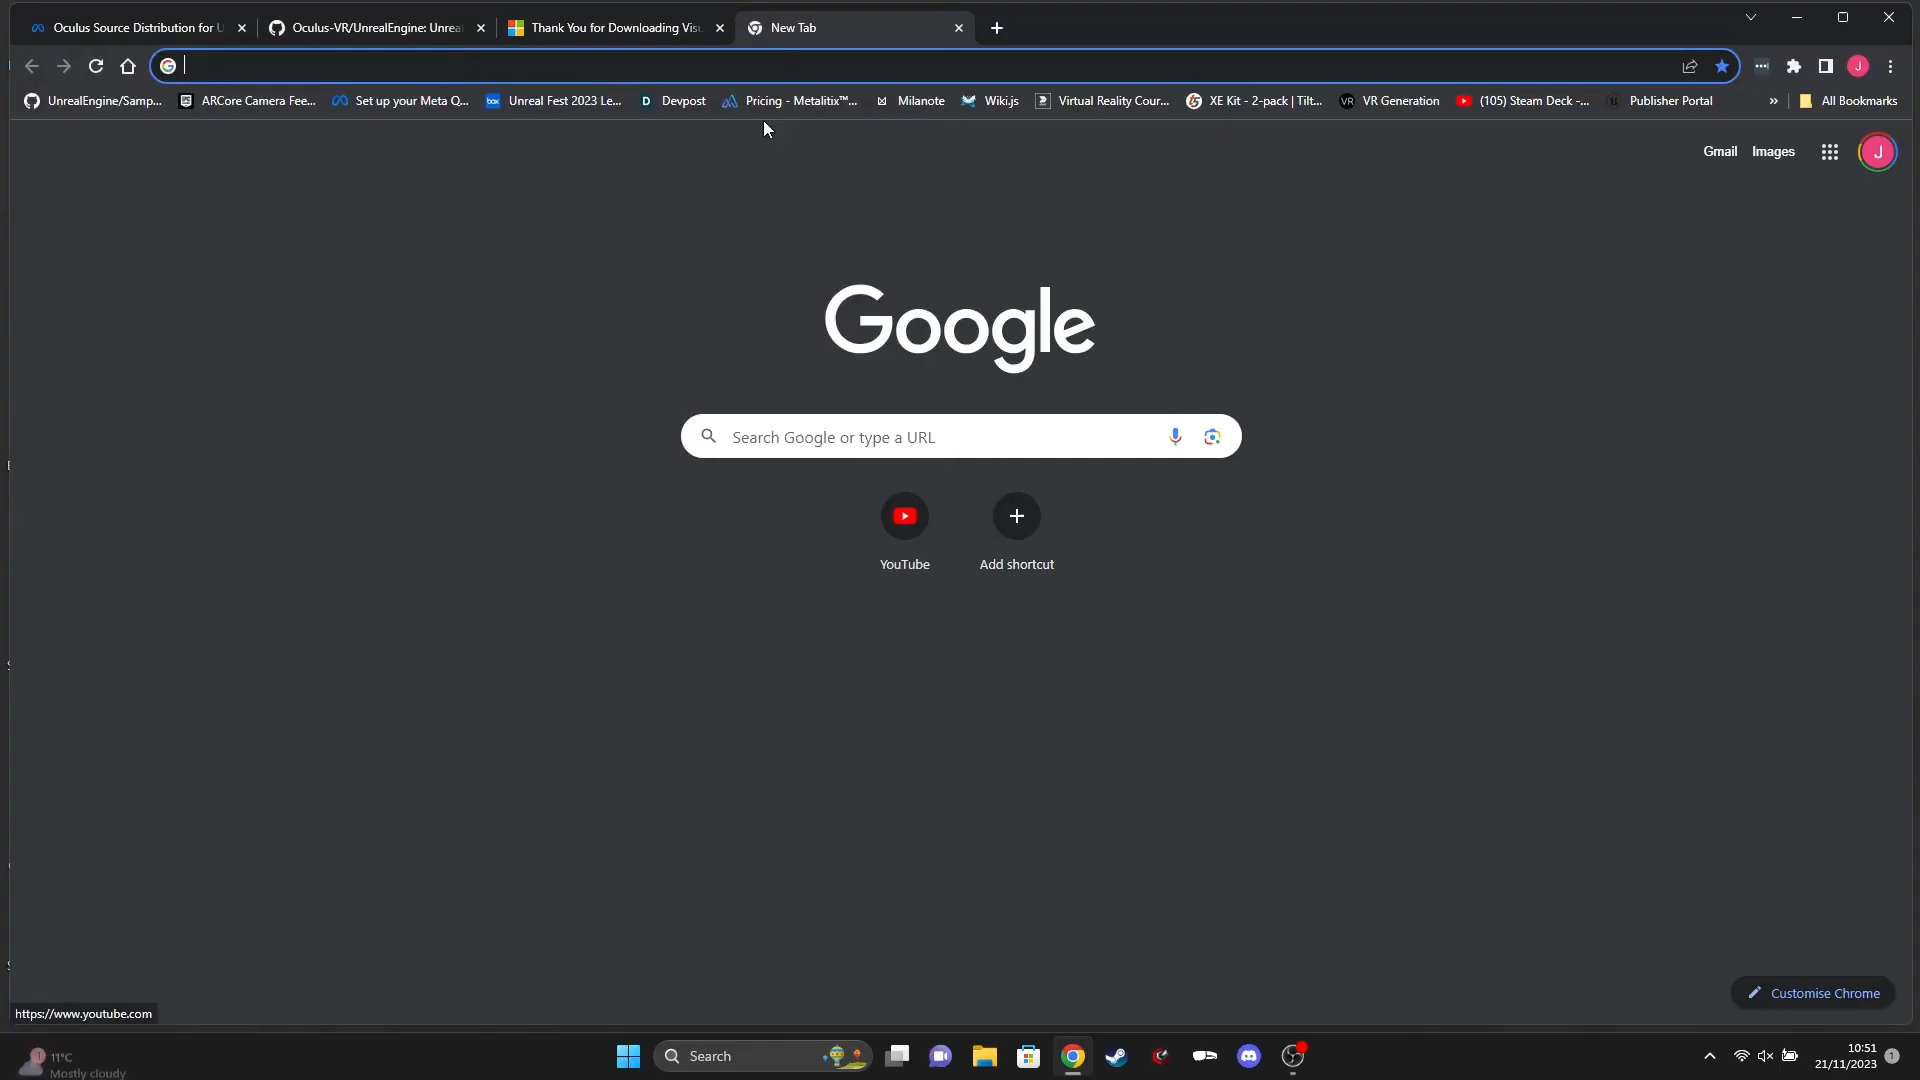 Oculus Source Distribution for U
Oculus-VR/UnrealEngine: Unrea
Thank You for Downloading Visu
New Tab
J
UnrealEngine/Samp...
ARCore Camera Fee...
Set up your Meta Q...
box
Unreal Fest 2023 Le...
D
Devpost
Pricing - Metalitix™...
Milanote
Wiki.js
Virtual Reality Cour...
XE Kit - 2-pack | Tilt...
VR
VR Generation
(105) Steam Deck -...
Publisher Portal
»
All Bookmarks
Gmail
Images
J
Google
Search Google or type a URL
YouTube
Add shortcut
Customise Chrome
https://www.youtube.com
1
11°C
Mostly cloudy
Search
10:51
21/11/2023
1